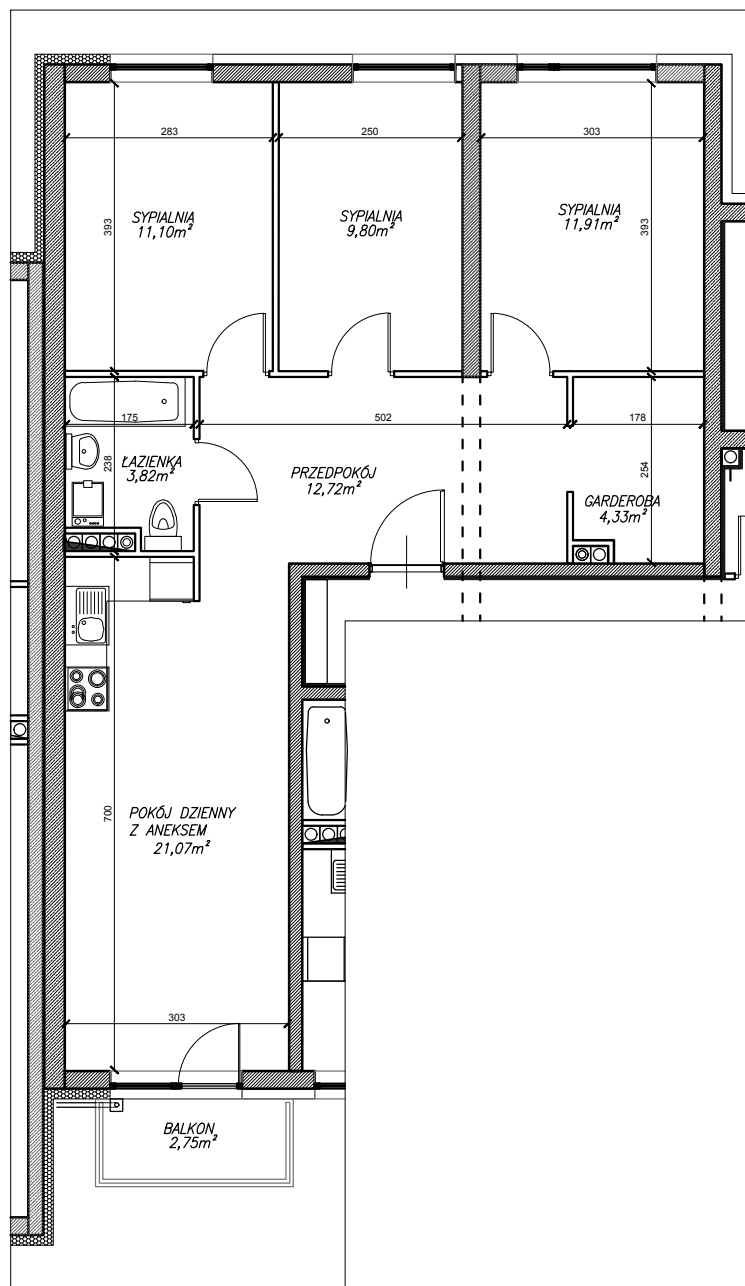 283
250
303
393
393
SYPIALNIA
11,10m²
SYPIALNIA
9,80m²
SYPIALNIA
11,91m²
175
502
178
238
254
ŁAZIENKA
3,82m²
PRZEDPOKÓJ
12,72m²
GARDEROBA
4,33m²
700
POKÓJ DZIENNY
Z ANEKSEM
21,07m²
303
BALKON
2,75m²